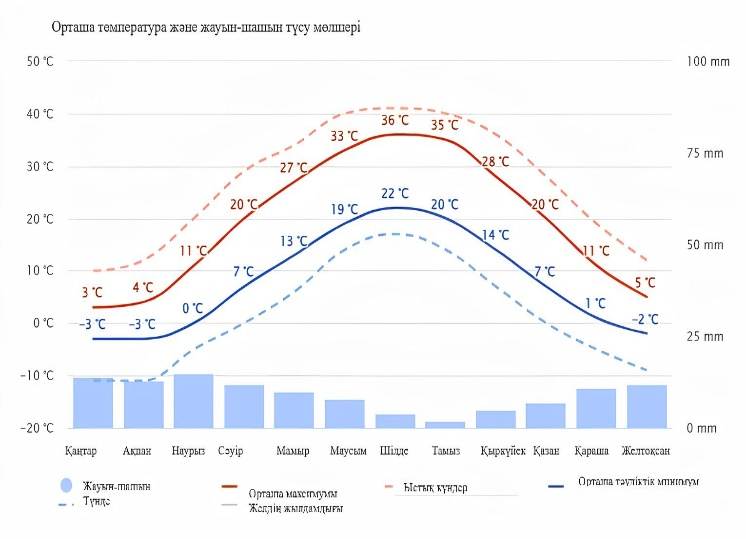 Орташа температура және жауын-шашын түсу мөлшері
50 °C
100 mm
40 °C
36 °C
35 °C
33 °C
30 °C
75 mm
27 °C
28 °C
20 °C
22 °C
20 °C
20 °C
20 °C
19 °C
50 mm
13 °C
14 °C
11 °C
11 °C
10 °C
7 °C
7 °C
3 °C
4 °C
5 °C
0 °C
1 °C
0 °C
–3 °C
–3 °C
–2 °C
25 mm
–10 °C
–20 °C
0 mm
Қаңтар Ақпан Наурыз Сәуір Мамыр Маусым Шілде Тамыз Қыркүйек Қазан Қараша Желтоқсан
Жауын-шашын
Орташа максимумы
Ыстық күндер
Орташа тәуліктік минимум
Түнде
Желдің жылдамдығы